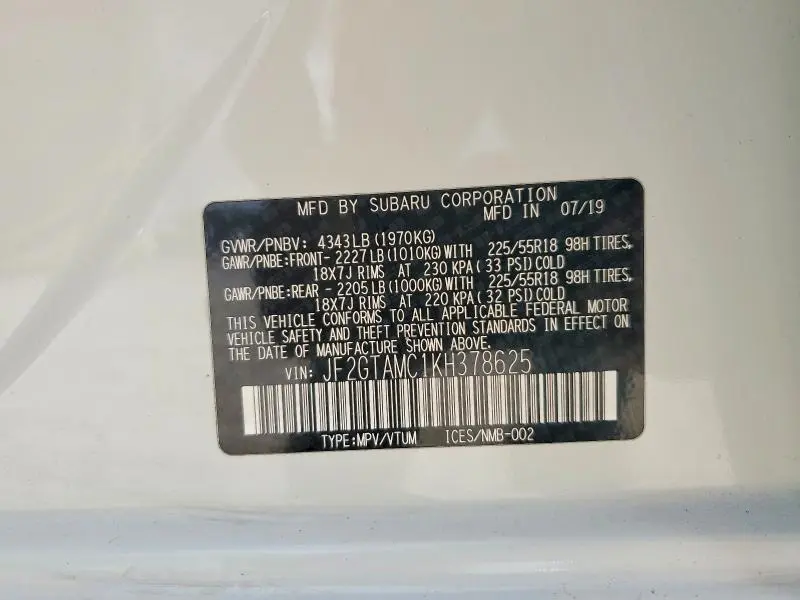 MFD BY SUBARU CORPORATION
MFD IN 07/19
GVWR/PNBV: 4343LB(1970KG)
GAWR/PNBE:FRONT- 2227LB(1010KG)WITH 225/55R18 98H TIRES,
18X7J RIMS AT 230 KPA(33 PSI)COLD
GAWR/PNBE:REAR - 2205LB(1000KG)WITH 225/55R18 98H TIRES,
18X7J RIMS AT 220 KPA(32 PSI)COLD
THIS VEHICLE CONFORMS TO ALL APPLICABLE FEDERAL MOTOR
VEHICLE SAFETY AND THEFT PREVENTION STANDARDS IN EFFECT ON
THE DATE OF MANUFACTURE SHOWN ABOVE.
VIN: JF2GTAMC1KH378625
TYPE:MPV/VTUM ICES/NMB-002